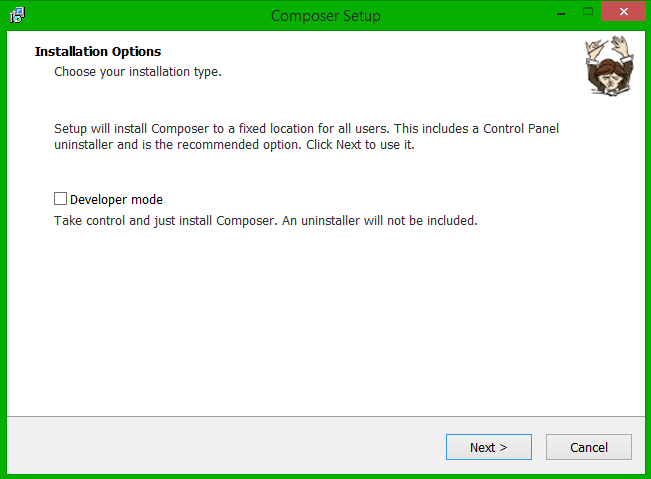 Composer Setup
Installation Options
Choose your installation type.
Setup will install Composer to a fixed location for all users. This includes a Control Panel
uninstaller and is the recommended option. Click Next to use it.
Developer mode
Take control and just install Composer. An uninstaller will not be included.
Next >
Cancel